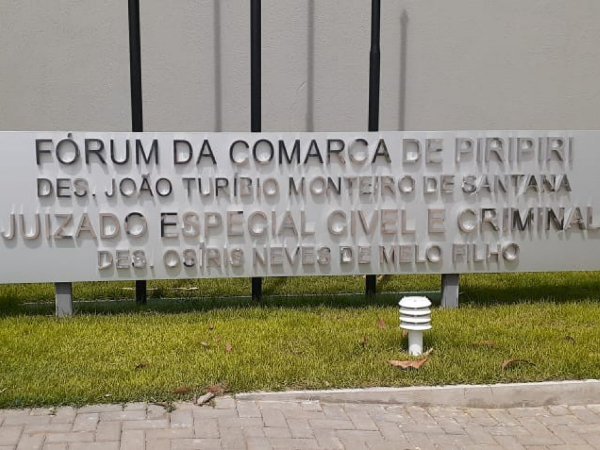 FÓRUM DA COMARCA DE PIRIPIRI
DES. JOÃO TURÍBIO MONTEIRO DE SANTANA
JUIZADO ESPECIAL CIVEL E CRIMINAL
DES. OSÍRIS NEVES DE MELO FILHO